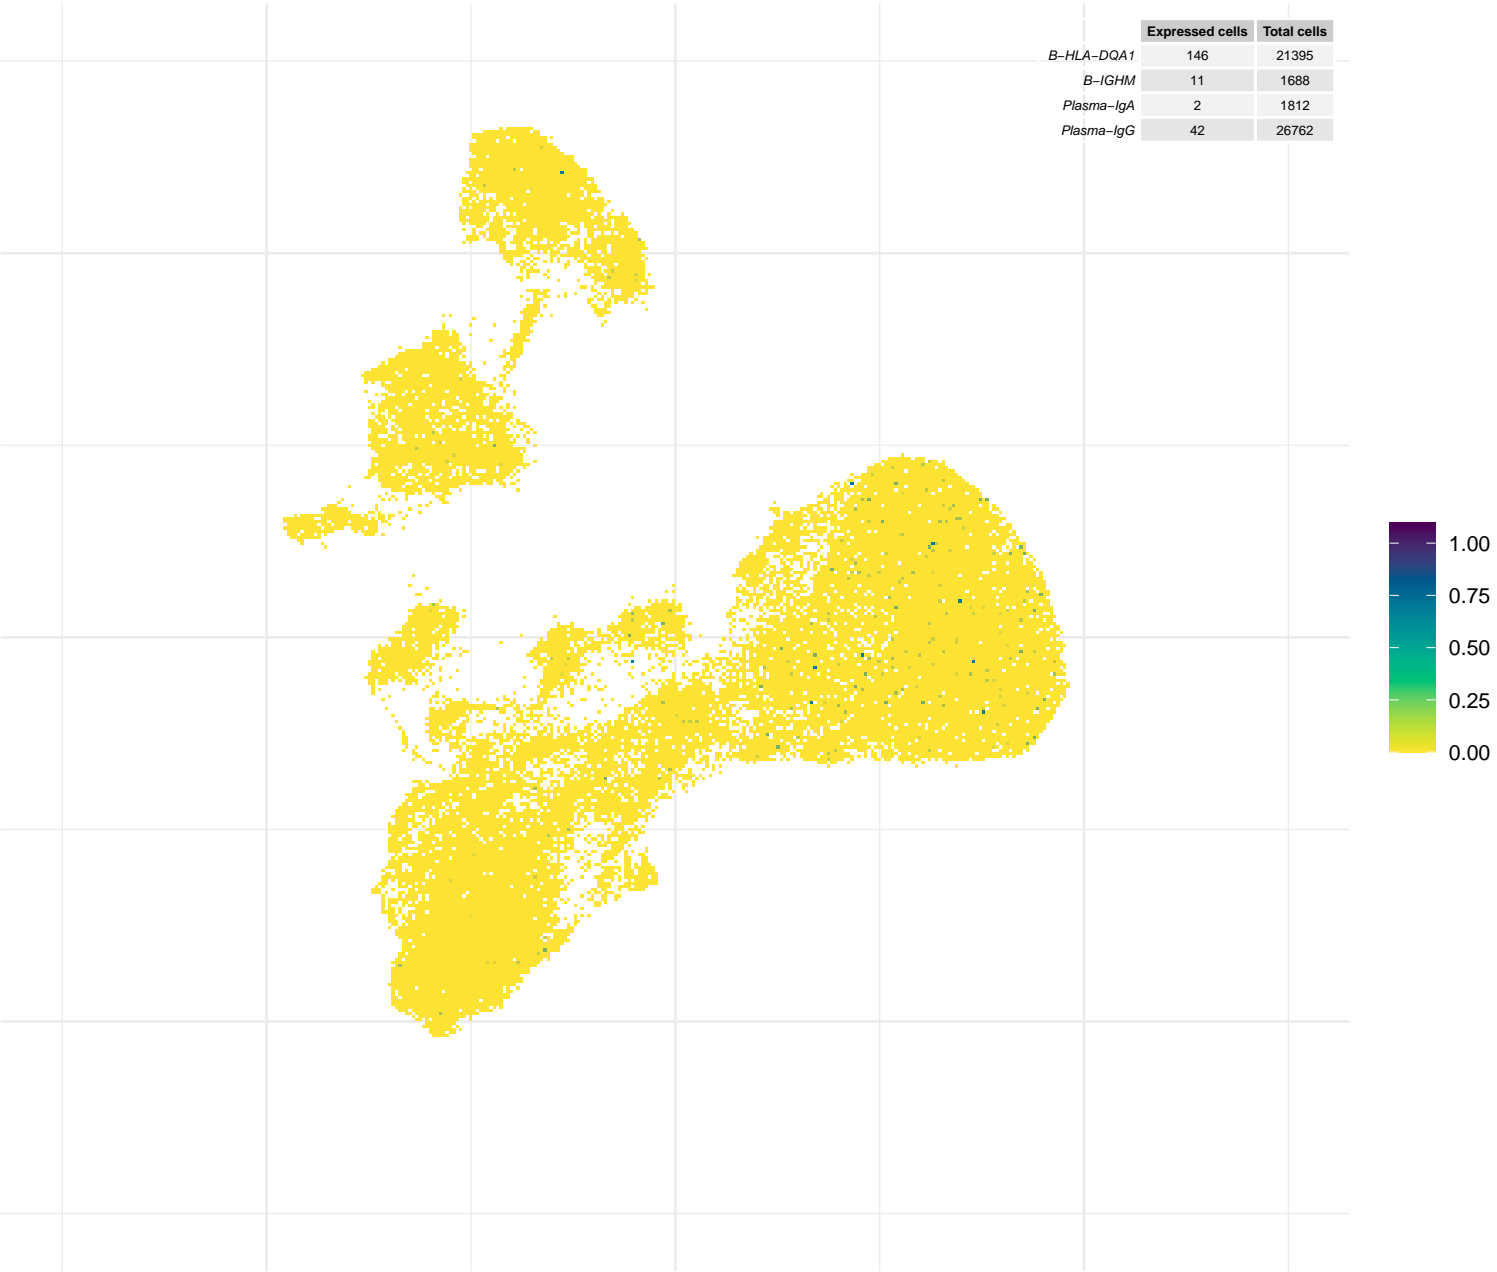 Expressed cells Total cells
B−HLA−DQA1 146 21395
B−IGHM 11 1688
Plasma−IgA 2 1812
Plasma−IgG 42 26762
1.00
0.75
0.50
0.25
0.00